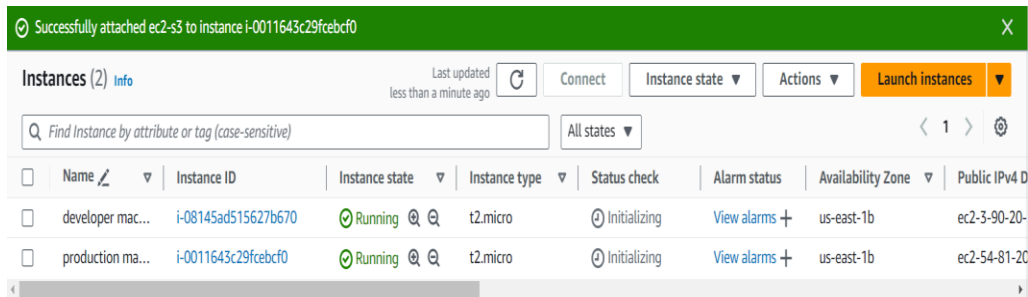 Successfully attached ec2-s3 to instance i-0011643c29fcebcf0
Instances (2) Info
Last updated
less than a minute ago
Connect
Instance state
Actions
Launch instances
Find Instance by attribute or tag (case-sensitive)
All states
1
Name
Instance ID
Instance state
Instance type
Status check
Alarm status
Availability Zone
Public IPv4 D
developer mac... i-08145ad515627b670 Running t2.micro Initializing View alarms + us-east-1b ec2-3-90-20-
production ma... i-0011643c29fcebcf0 Running t2.micro Initializing View alarms + us-east-1b ec2-54-81-20